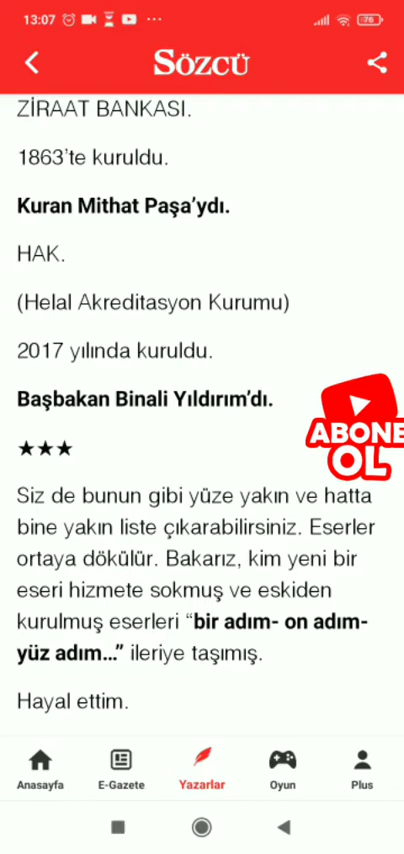 13:07
76
SÖZCÜ
ZİRAAT BANKASI.
1863'te kuruldu.
Kuran Mithat Paşa'ydı.
HAK.
(Helal Akreditasyon Kurumu)
2017 yılında kuruldu.
Başbakan Binali Yıldırım'dı.
★★★
ABONE
OL
Siz de bunun gibi yüze yakın ve hatta
bine yakın liste çıkarabilirsiniz. Eserler
ortaya dökülür. Bakarız, kim yeni bir
eseri hizmete sokmuş ve eskiden
kurulmuş eserleri “bir adım- on adım-
yüz adım...” ileriye taşımış.
Hayal ettim.
Anasayfa E-Gazete Yazarlar Oyun Plus